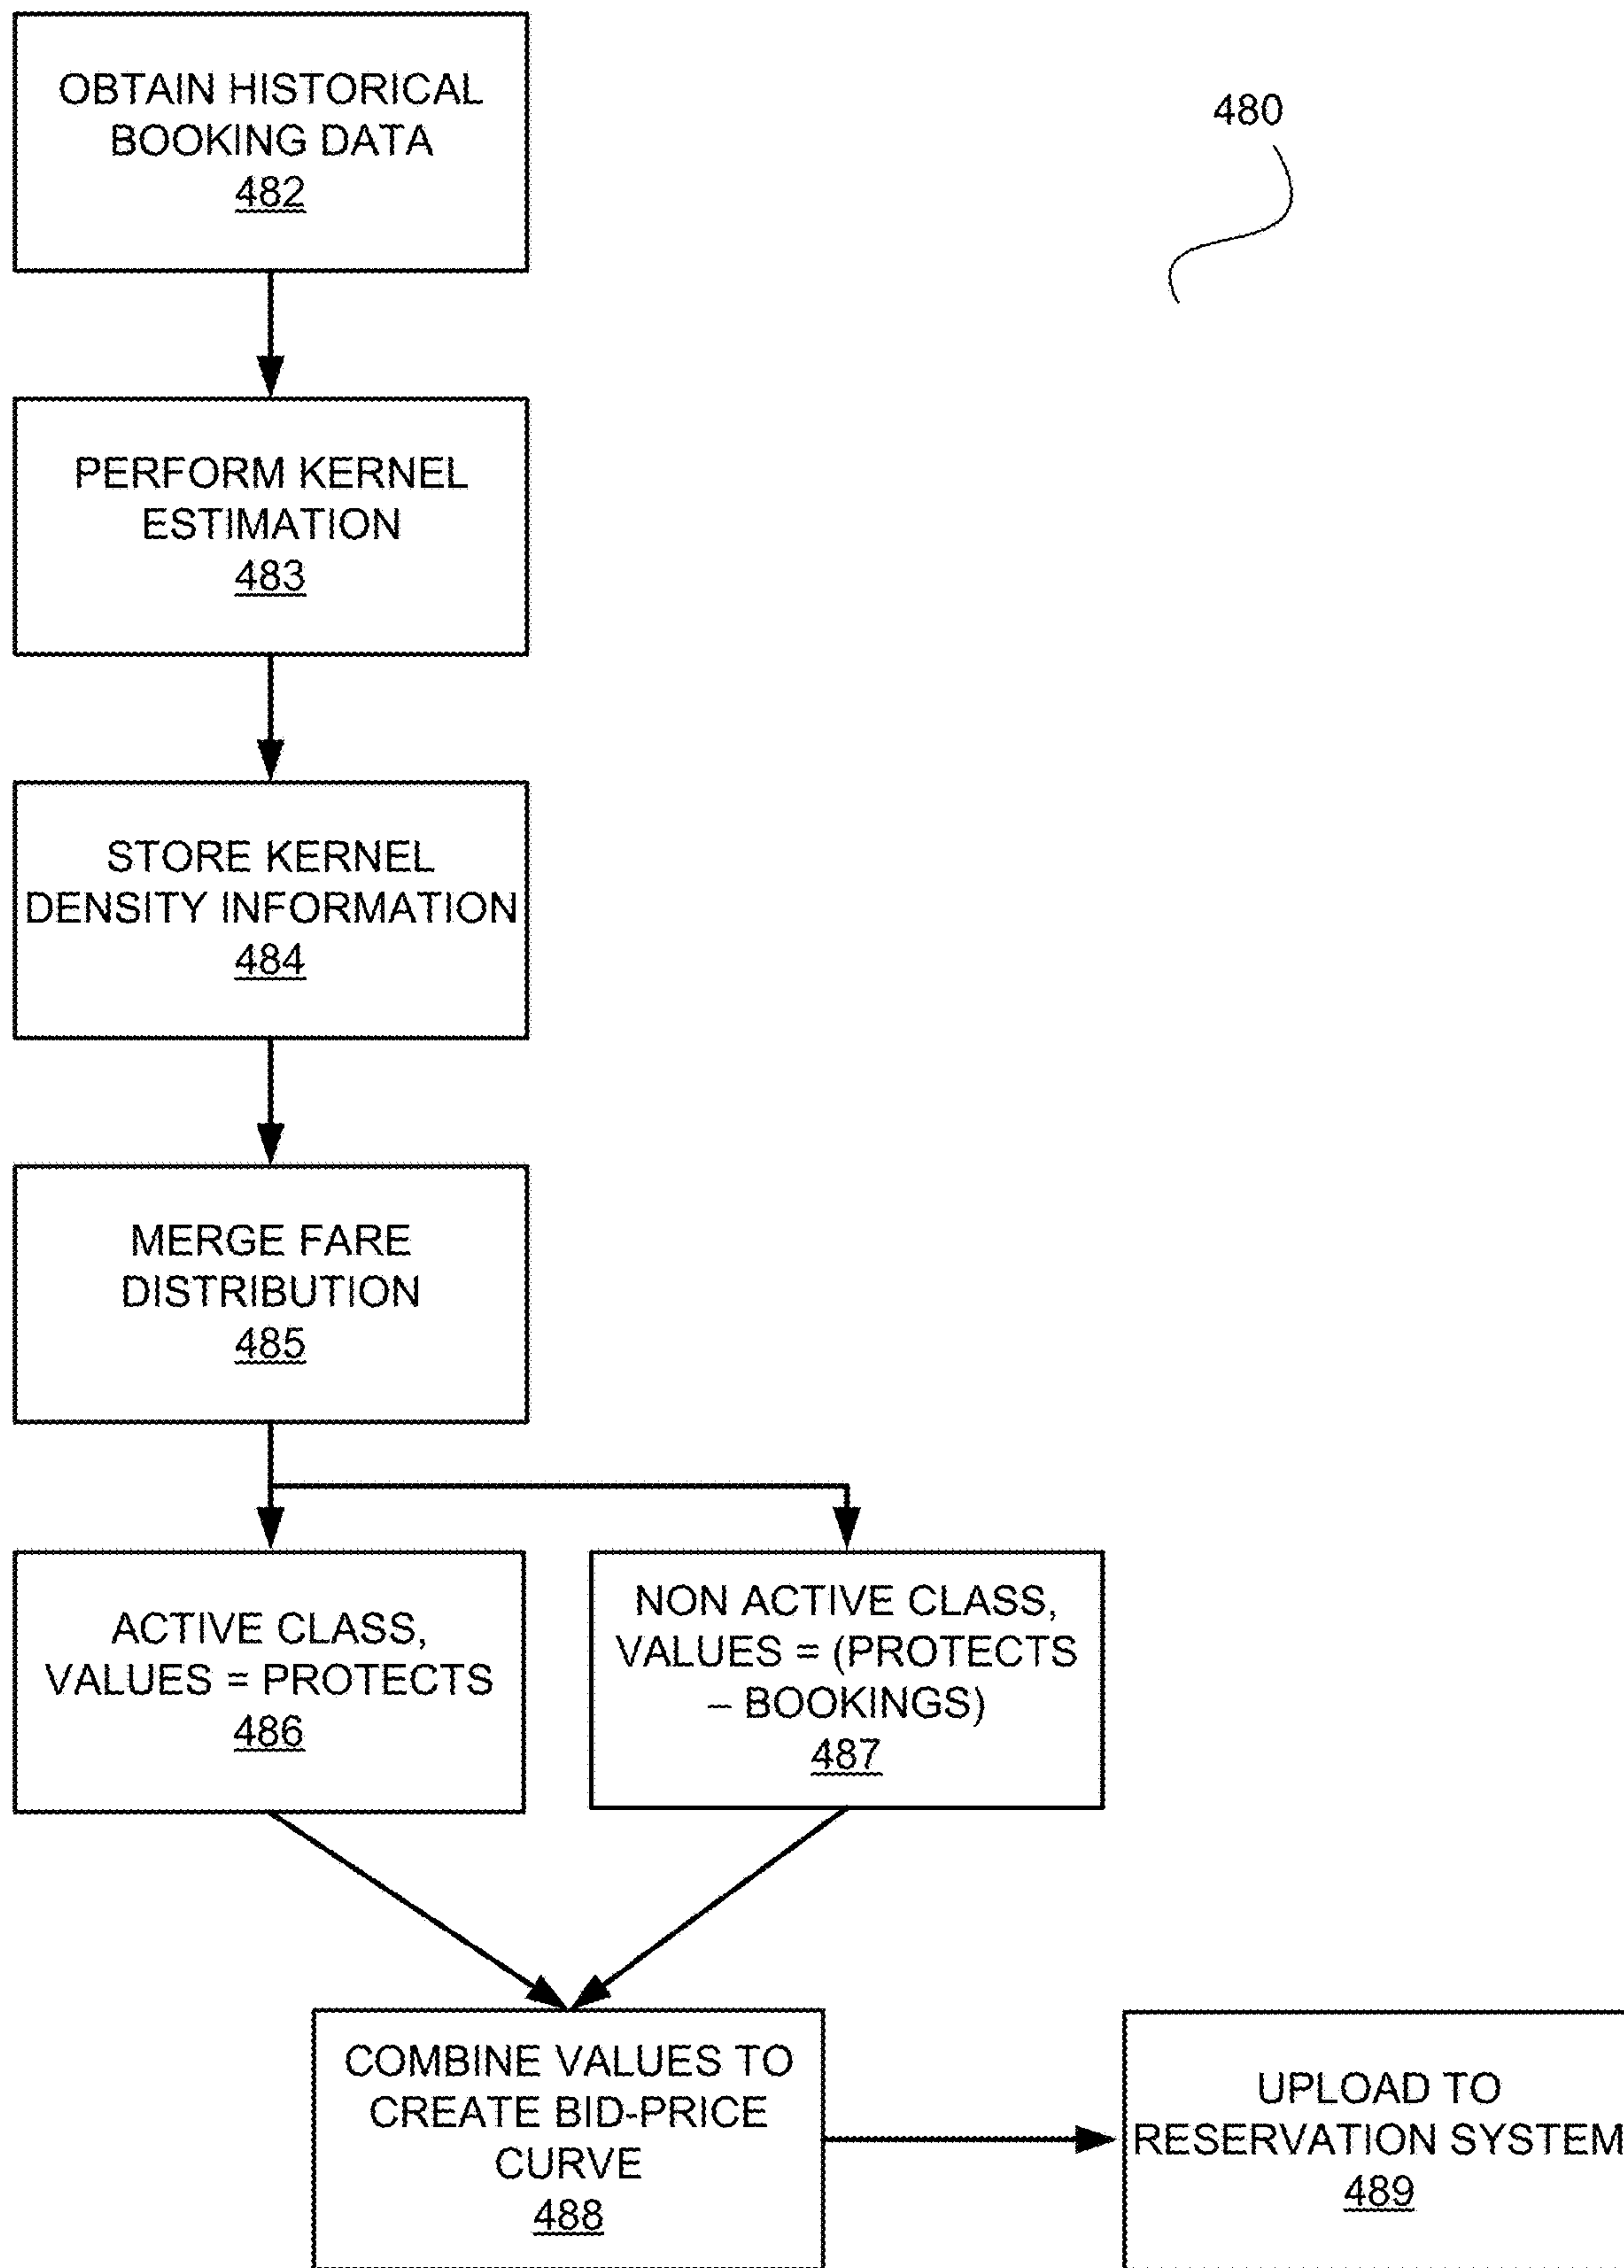 OBTAIN HISTORICAL
BOOKING DATA
482
480
PERFORM KERNEL
ESTIMATION
483
STORE KERNEL
DENSITY INFORMATION
484
MERGE FARE
DISTRIBUTION
485
ACTIVE CLASS,
VALUES = PROTECTS
486
NON ACTIVE CLASS,
VALUES = (PROTECTS
– BOOKINGS)
487
COMBINE VALUES TO
CREATE BID-PRICE
CURVE
488
UPLOAD TO
RESERVATION SYSTEM
489